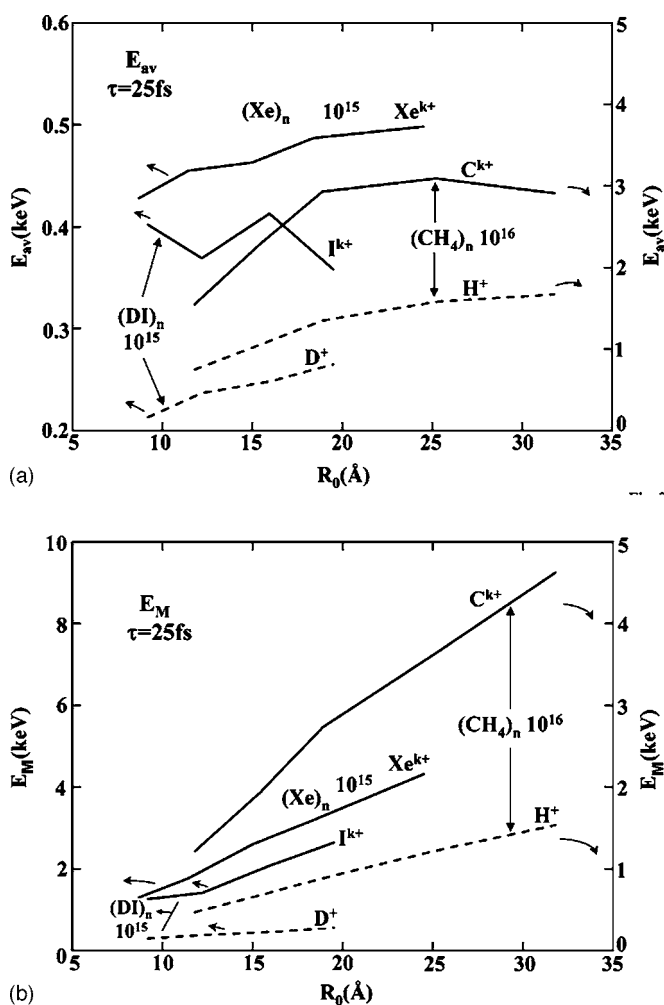 0.6
0.5
0.4
0.3
0.2
E_av(keV)
E_av
τ=25fs
(Xe)_n 10^15 Xe^k+
C^k+
(CH_4)_n 10^16
I^k+
H^+
(DI)_n
10^15
D^+
5
4
3
2
1
0
E_av(keV)
5 10 15 20 25 30 35
R_0(Å)
(a)
10
8
6
4
2
0
E_M(keV)
E_M
τ=25fs
C^k+
(CH_4)_n 10^16
(Xe)_n 10^15 Xe^k+
I^k+
H^+
(DI)_n
10^15
D^+
5
4
3
2
1
0
E_M(keV)
5 10 15 20 25 30 35
R_0(Å)
(b)